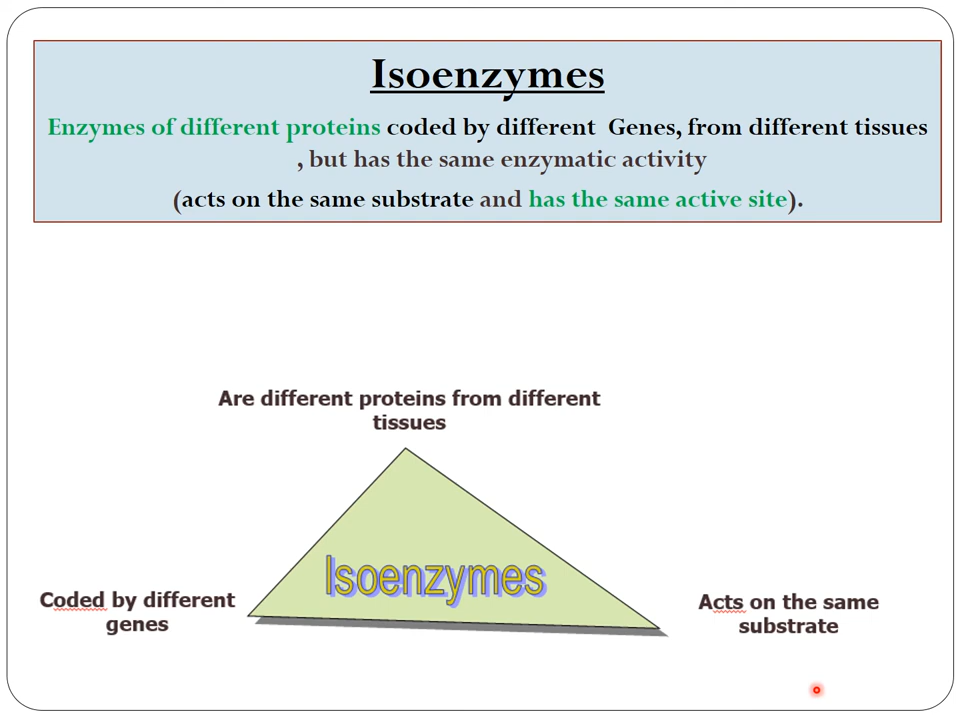 Isoenzymes
Enzymes of different proteins coded by different Genes, from different tissues
, but has the same enzymatic activity
(acts on the same substrate and has the same active site).
Are different proteins from different
tissues
Isoenzymes
Coded by different
genes
Acts on the same
substrate